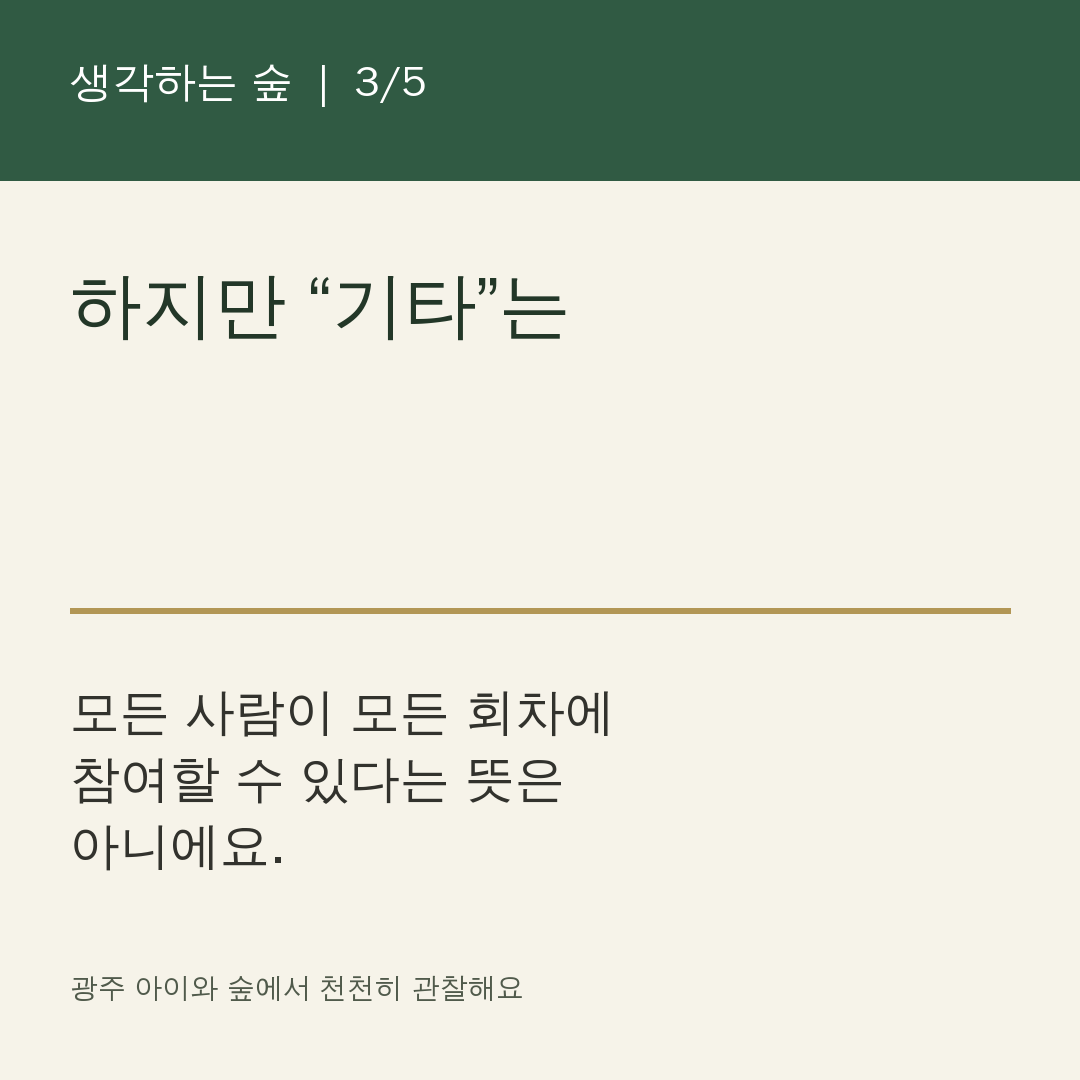 생각하는 숲 | 3/5
하지만 “기타”는
모든 사람이 모든 회차에
참여할 수 있다는 뜻은
아니에요.
광주 아이와 숲에서 천천히 관찰해요